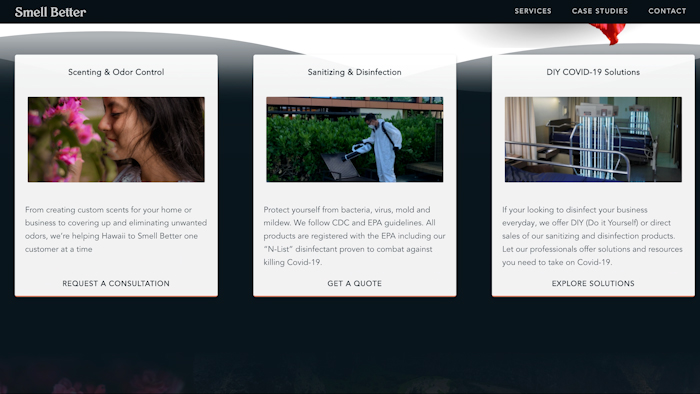 Smell Better
SERVICES
CASE STUDIES
CONTACT
Scenting & Odor Control
From creating custom scents for your home or
business to covering up and eliminating unwanted
odors, we're helping Hawaii to Smell Better one
customer at a time
REQUEST A CONSULTATION
Sanitizing & Disinfection
Protect yourself from bacteria, virus, mold and
mildew. We follow CDC and EPA guidelines. All
products are registered with the EPA including our
"N-List" disinfectant proven to combat against
killing Covid-19.
GET A QUOTE
DIY COVID-19 Solutions
If your looking to disinfect your business
everyday, we offer DIY (Do it Yourself) or direct
sales of our sanitizing and disinfection products.
Let our professionals offer solutions and resources
you need to take on Covid-19.
EXPLORE SOLUTIONS